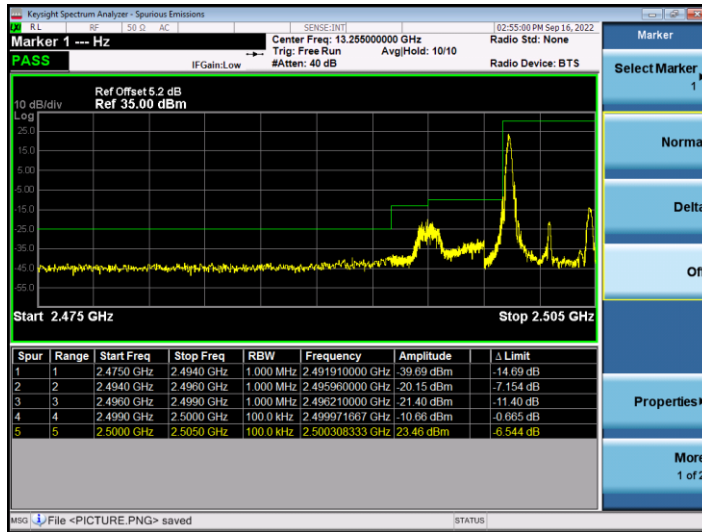 Keysight Spectrum Analyzer - Spurious Emissions
RL RF 50 Ω AC SENSE:INT 02:55:00 PM Sep 16, 2022
Marker 1 --- Hz
Center Freq: 13.255000000 GHz
Radio Std: None
Trig: Free Run Avg|Hold: 10/10
PASS
IFGain:Low
#Atten: 40 dB
Radio Device: BTS
Ref Offset 5.2 dB
10 dB/div Ref 35.00 dBm
Log
25.0
15.0
5.00
-5.00
-15.0
-25.0
-35.0
-45.0
-55.0
Start 2.475 GHz Stop 2.505 GHz
Spur Range Start Freq Stop Freq RBW Frequency Amplitude Δ Limit
1 1 2.4750 GHz 2.4940 GHz 1.000 MHz 2.491910000 GHz -39.69 dBm -14.69 dB
2 2 2.4940 GHz 2.4960 GHz 1.000 MHz 2.495960000 GHz -20.15 dBm -7.154 dB
3 3 2.4960 GHz 2.4990 GHz 1.000 MHz 2.496210000 GHz -21.40 dBm -11.40 dB
4 4 2.4990 GHz 2.5000 GHz 100.0 kHz 2.499971667 GHz -10.66 dBm -0.665 dB
5 5 2.5000 GHz 2.5050 GHz 100.0 kHz 2.500308333 GHz 23.46 dBm -6.544 dB
MSG File <PICTURE.PNG> saved STATUS
Marker
Select Marker
1
Norma
Delta
Off
Properties
More
1 of 2